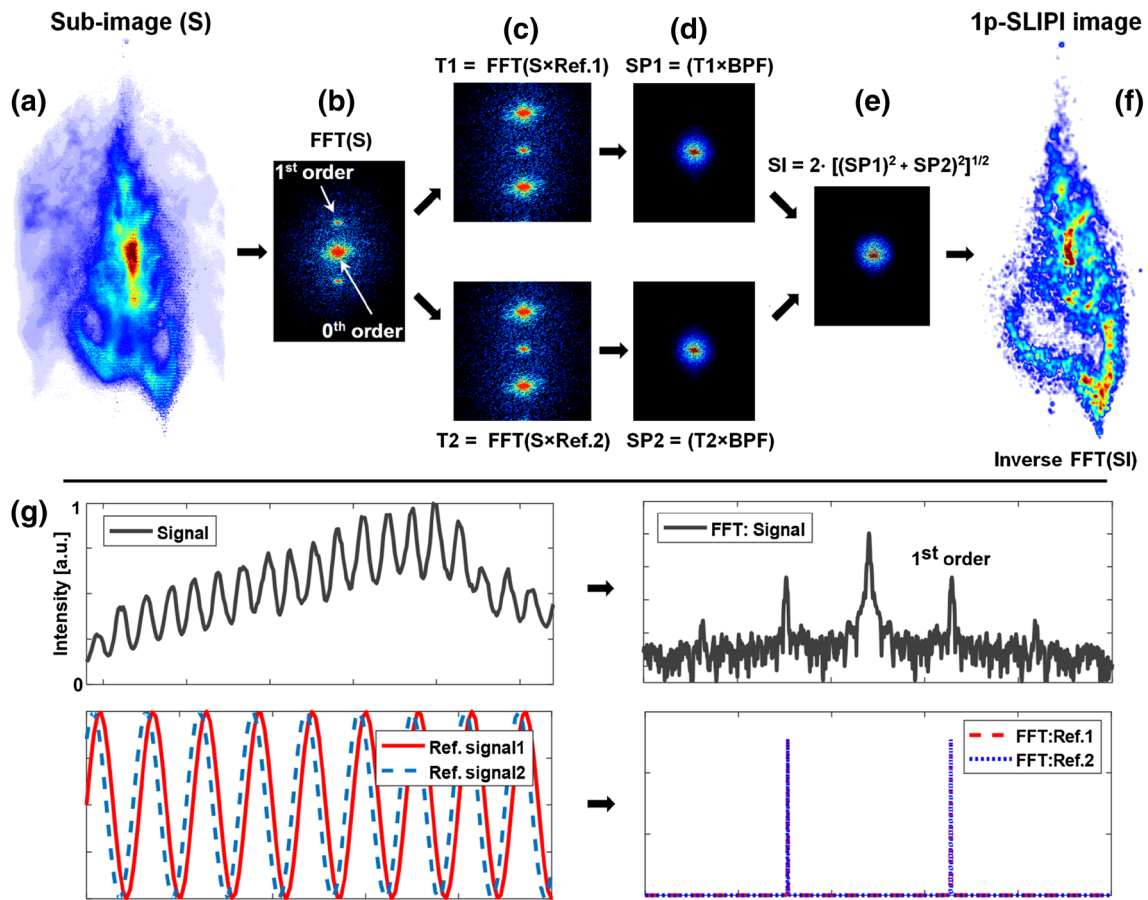 Sub-image (S)
(c)
(d)
1p-SLIPI image
T1 = FFT(S×Ref.1)
SP1 = (T1×BPF)
(a)
(b)
(e)
(f)
FFT(S)
1st order
0th order
SI = 2· [(SP1)² + SP2)²]1/2
T2 = FFT(S×Ref.2)
SP2 = (T2×BPF)
Inverse FFT(SI)
(g)
1
Intensity [a.u.]
0
Signal
FFT: Signal
1st order
Ref. signal1
Ref. signal2
FFT:Ref.1
FFT:Ref.2